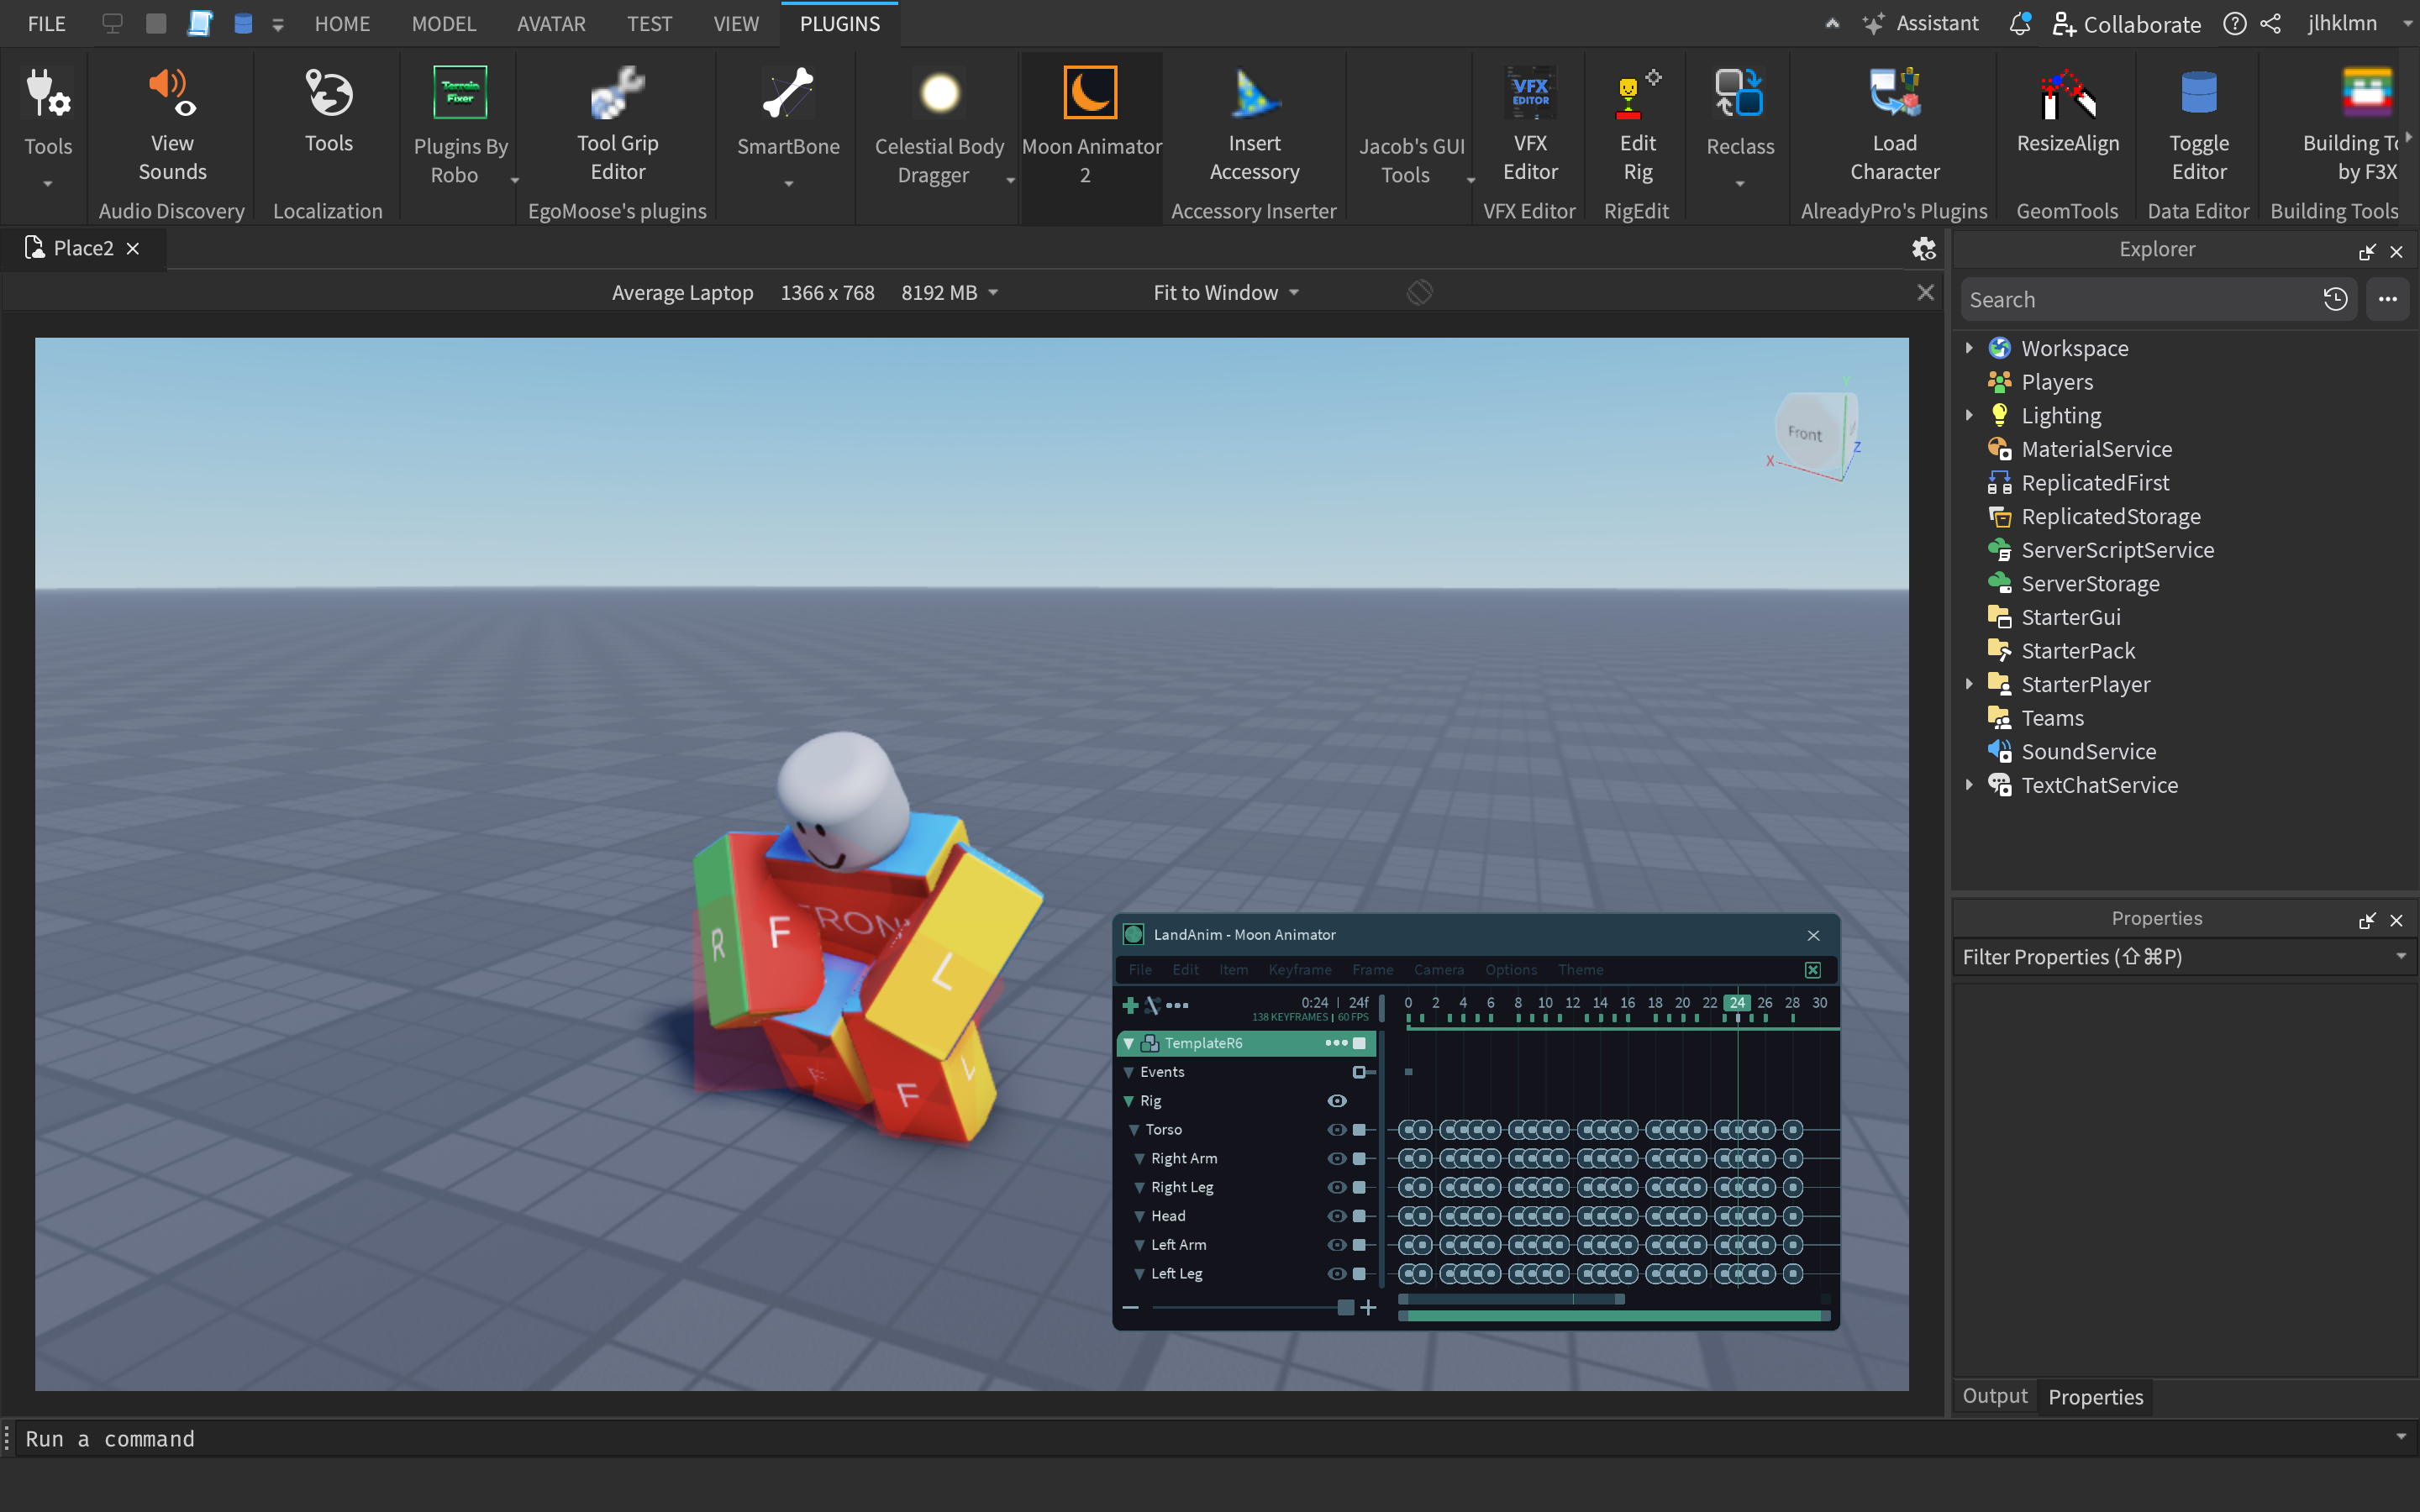 FILE HOME MODEL AVATAR TEST VIEW PLUGINS Assistant Collaborate jlhklmn
Tools
View Sounds
Audio Discovery
Tools
Localization
Terrain Fixer
Plugins By Robo
Tool Grip Editor
EgoMoose's plugins
SmartBone
Celestial Body Dragger
Moon Animator 2
Insert Accessory
Accessory Inserter
Jacob's GUI Tools
VFX EDITOR
VFX Editor
VFX Editor
Edit Rig
RigEdit
Reclass
Load Character
AlreadyPro's Plugins
ResizeAlign
GeomTools
Toggle Editor
Data Editor
Building To
by F3X
Building Tools
Place2
Average Laptop 1366 x 768 8192 MB Fit to Window
Y
Front
X
Z
R
F
FRONT
L
F
F
L
LandAnim - Moon Animator
File Edit Item Keyframe Frame Camera Options Theme
0:24 | 24f
138 KEYFRAMES | 60 FPS
0 2 4 6 8 10 12 14 16 18 20 22 24 26 28 30
TemplateR6
Events
Rig
Torso
Right Arm
Right Leg
Head
Left Arm
Left Leg
Explorer
Search
Workspace
Players
Lighting
MaterialService
ReplicatedFirst
ReplicatedStorage
ServerScriptService
ServerStorage
StarterGui
StarterPack
StarterPlayer
Teams
SoundService
TextChatService
Properties
Filter Properties (⇧⌘P)
Output Properties
Run a command